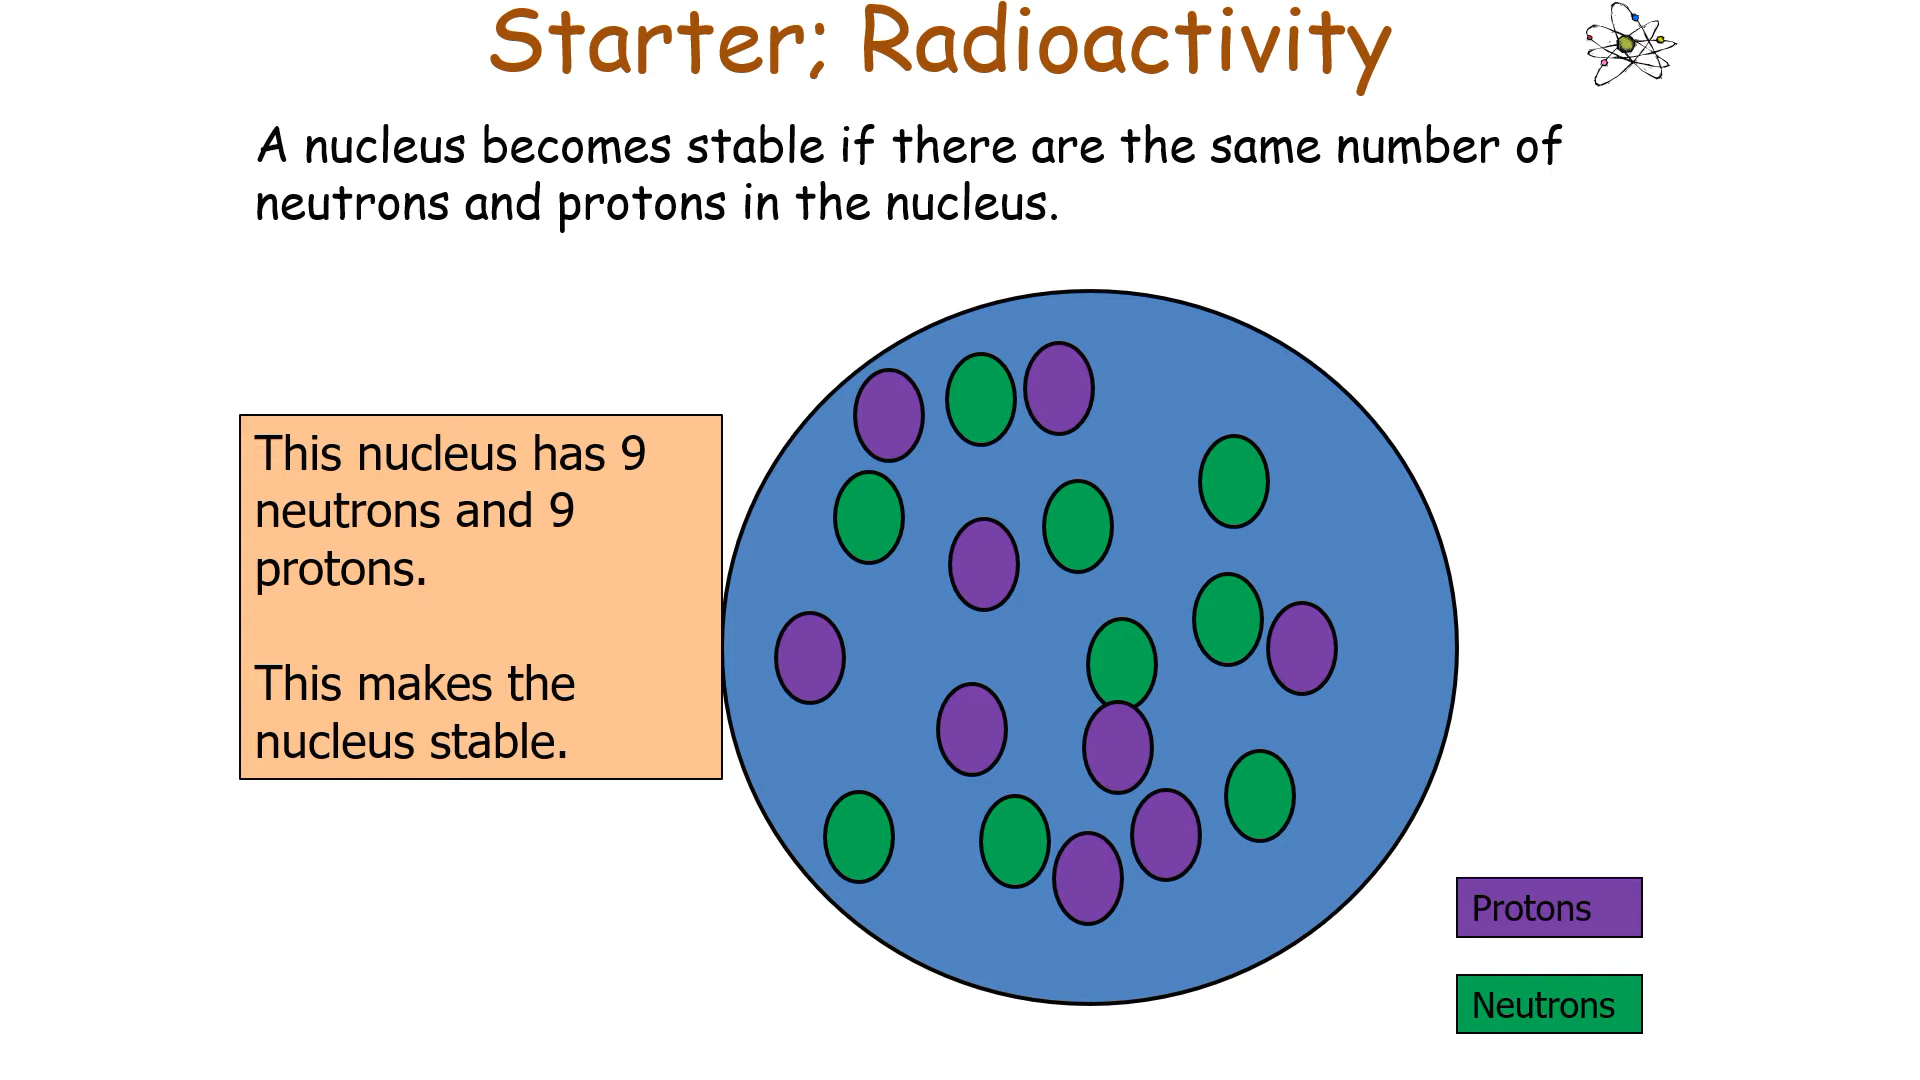 Starter; Radioactivity
A nucleus becomes stable if there are the same number of
neutrons and protons in the nucleus.
This nucleus has 9
neutrons and 9
protons.
This makes the
nucleus stable.
Protons
Neutrons